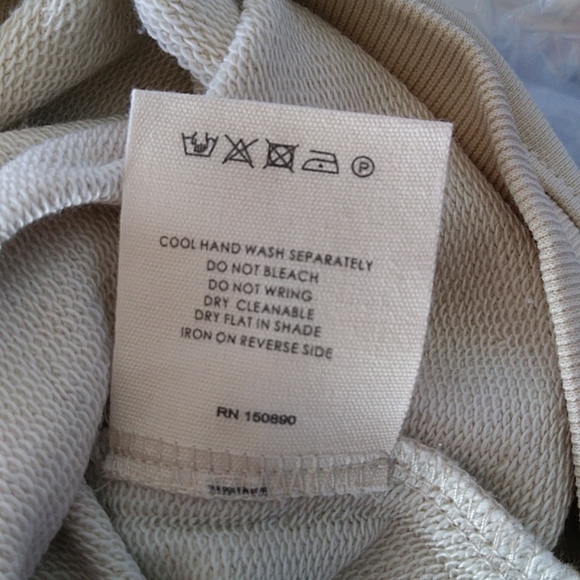 P
COOL HAND WASH SEPARATELY
DO NOT BLEACH
DO NOT WRING
DRY CLEANABLE
DRY FLAT IN SHADE
IRON ON REVERSE SIDE
RN 150890